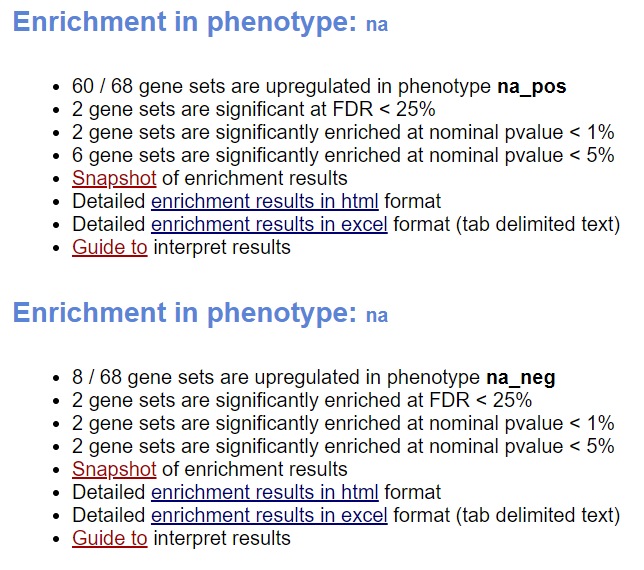 Enrichment in phenotype: na
60 / 68 gene sets are upregulated in phenotype na_pos
2 gene sets are significant at FDR < 25%
2 gene sets are significantly enriched at nominal pvalue < 1%
6 gene sets are significantly enriched at nominal pvalue < 5%
Snapshot of enrichment results
Detailed enrichment results in html format
Detailed enrichment results in excel format (tab delimited text)
Guide to interpret results
Enrichment in phenotype: na
8 / 68 gene sets are upregulated in phenotype na_neg
2 gene sets are significantly enriched at FDR < 25%
2 gene sets are significantly enriched at nominal pvalue < 1%
2 gene sets are significantly enriched at nominal pvalue < 5%
Snapshot of enrichment results
Detailed enrichment results in html format
Detailed enrichment results in excel format (tab delimited text)
Guide to interpret results